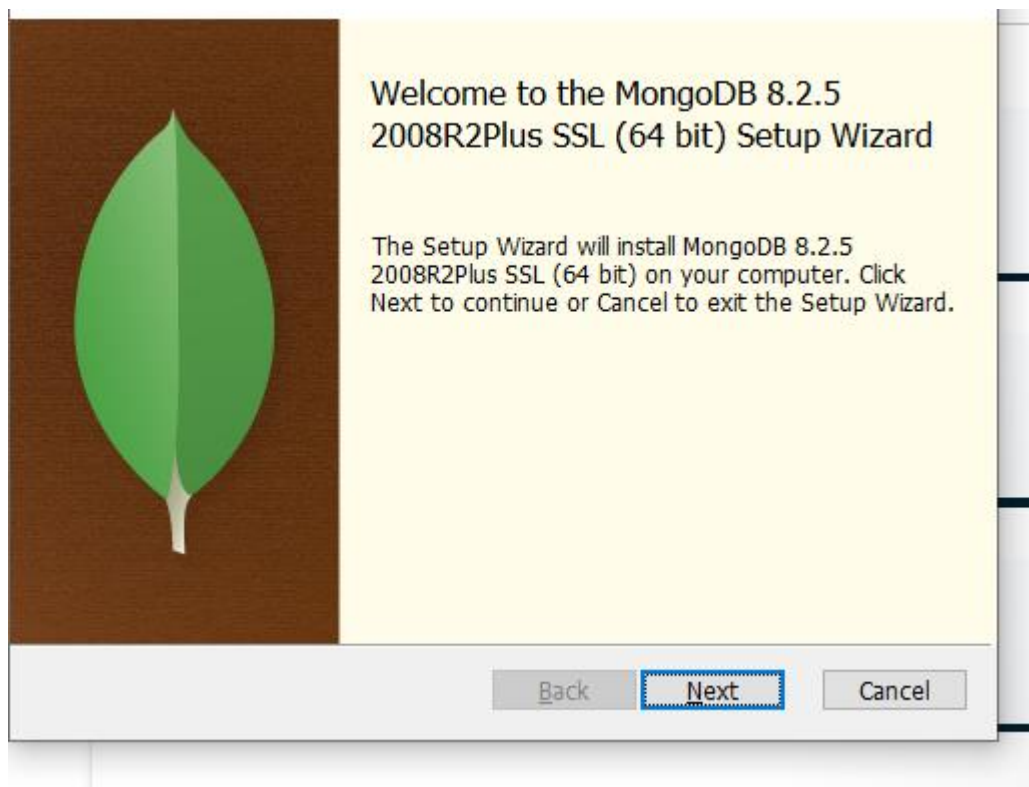 Welcome to the MongoDB 8.2.5
2008R2Plus SSL (64 bit) Setup Wizard
The Setup Wizard will install MongoDB 8.2.5
2008R2Plus SSL (64 bit) on your computer. Click
Next to continue or Cancel to exit the Setup Wizard.
Back Next Cancel